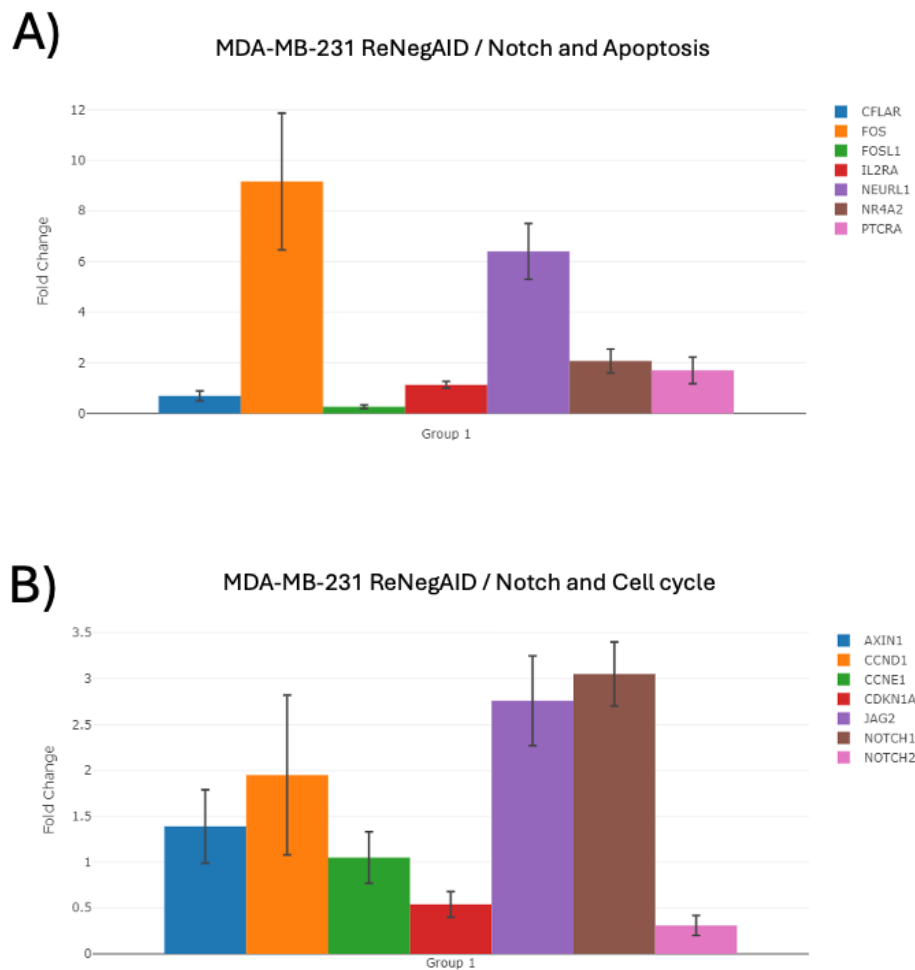 A)
MDA-MB-231 ReNegAID / Notch and Apoptosis
12
10
8
6
4
2
0
Fold Change
Group 1
CFLAR
FOS
FOSL1
IL2RA
NEURL1
NR4A2
PTCRA
B)
MDA-MB-231 ReNegAID / Notch and Cell cycle
3.5
3
2.5
2
1.5
1
0.5
0
Fold Change
Group 1
AXIN1
CCND1
CCNE1
CDKN1A
JAG2
NOTCH1
NOTCH2